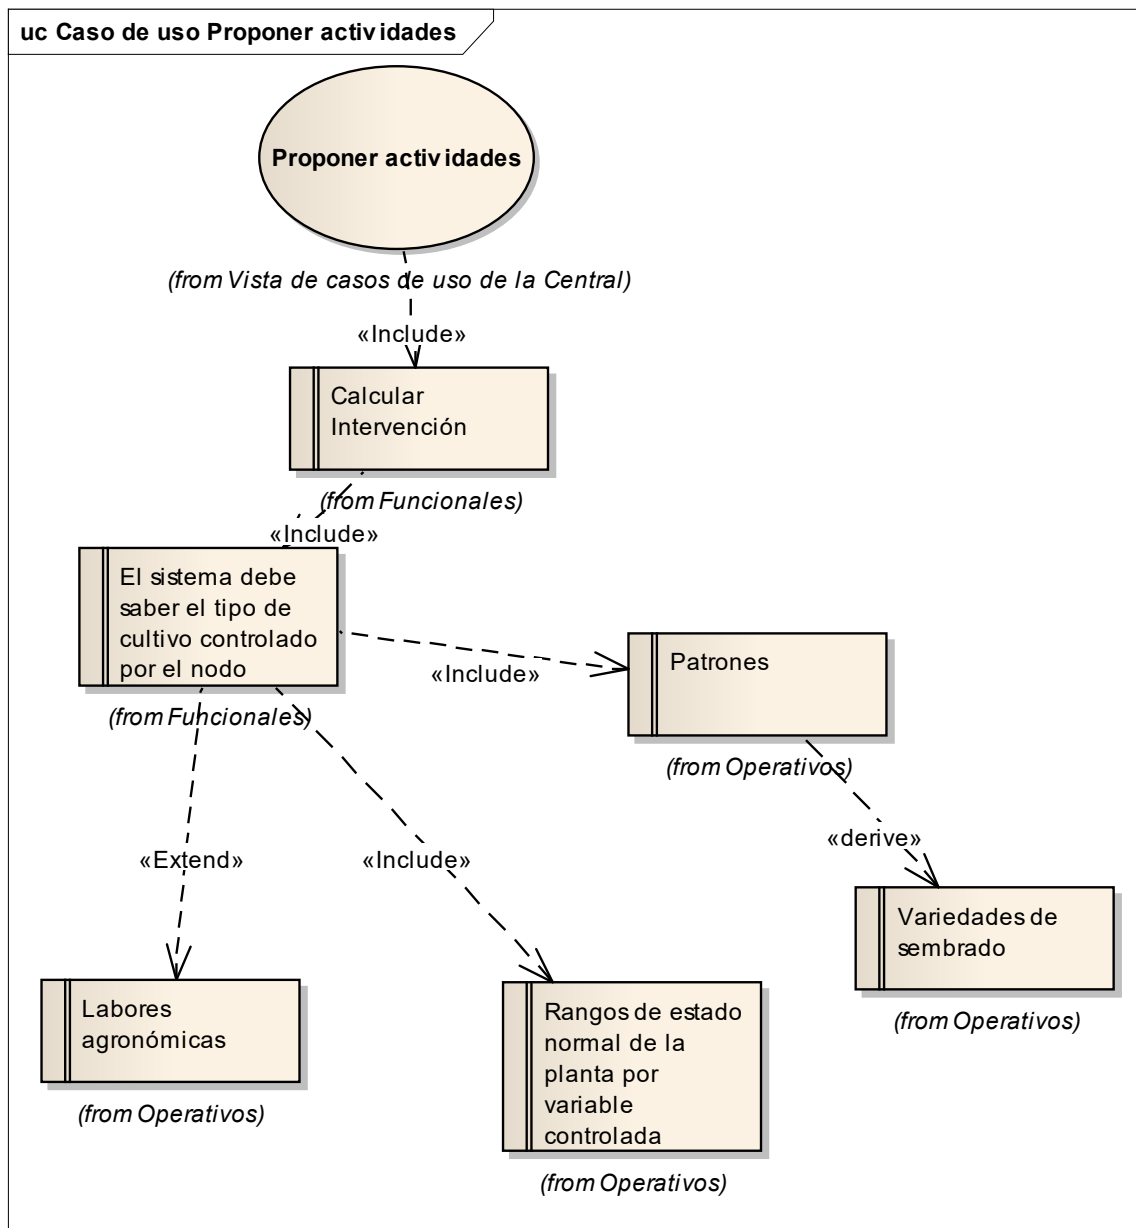 uc Caso de uso Proponer actividades
Proponer actividades
(from Vista de casos de uso de la Central)
«Include»
Calcular
Intervención
(from Funcionales)
«Include»
El sistema debe
saber el tipo de
cultivo controlado
por el nodo
(from Funcionales)
«Include»
Patrones
(from Operativos)
«derive»
Variedades de
sembrado
(from Operativos)
«Extend»
«Include»
Labores
agronómicas
(from Operativos)
Rangos de estado
normal de la
planta por
variable
controlada
(from Operativos)